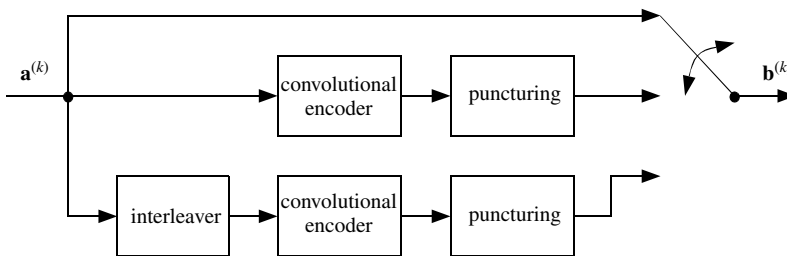 a^(k)
convolutional
encoder
puncturing
b^(k
interleaver
convolutional
encoder
puncturing